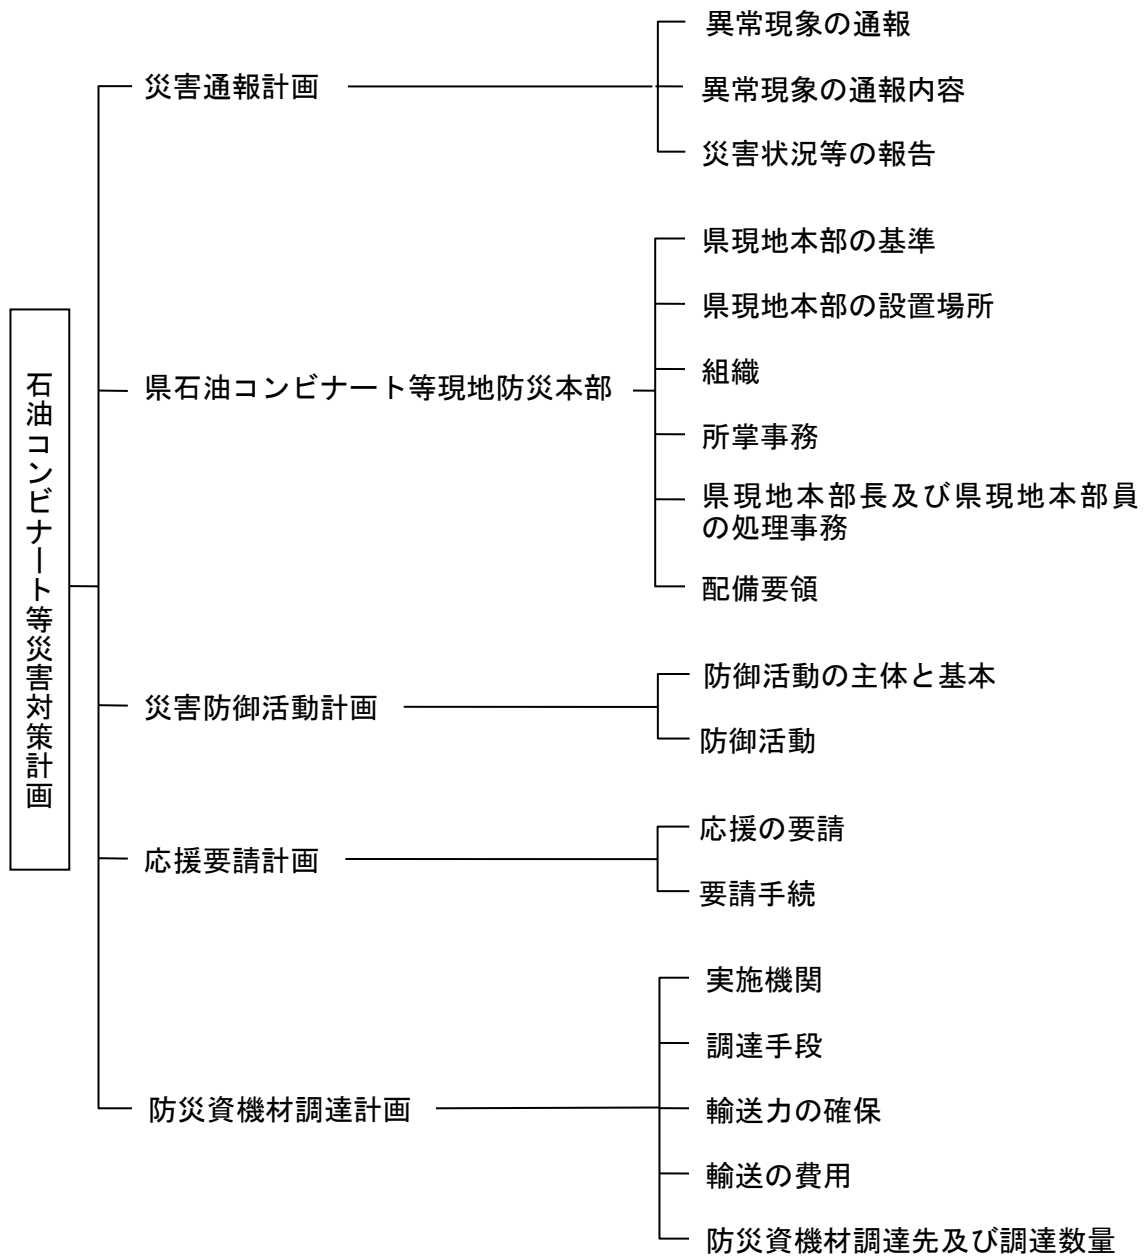 石油コンビナート等災害対策計画
災害通報計画
異常現象の通報
異常現象の通報内容
災害状況等の報告
県石油コンビナート等現地防災本部
県現地本部の基準
県現地本部の設置場所
組織
所掌事務
県現地本部長及び県現地本部員
の処理事務
配備要領
災害防御活動計画
防御活動の主体と基本
防御活動
応援要請計画
応援の要請
要請手続
防災資機材調達計画
実施機関
調達手段
輸送力の確保
輸送の費用
防災資機材調達先及び調達数量